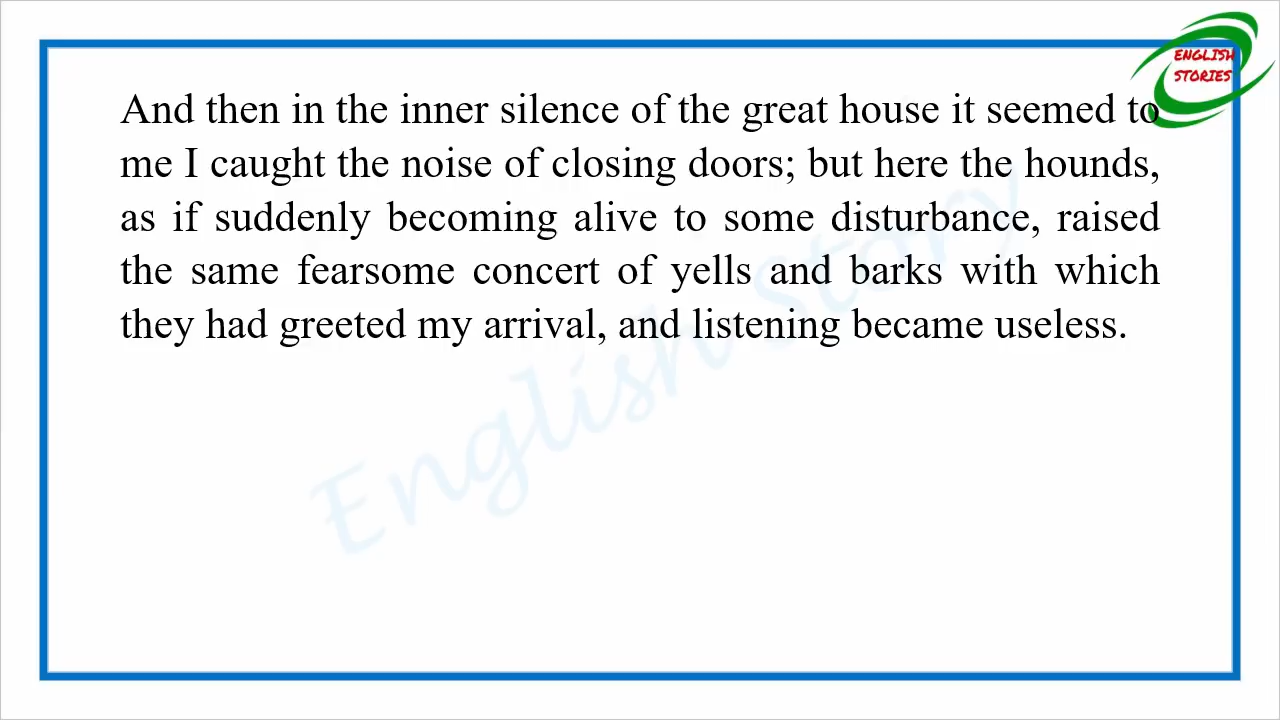 ENGLISH
STORIES
And then in the inner silence of the great house it seemed to
me I caught the noise of closing doors; but here the hounds,
as if suddenly becoming alive to some disturbance, raised
the same fearsome concert of yells and barks with which
they had greeted my arrival, and listening became useless.
English Story